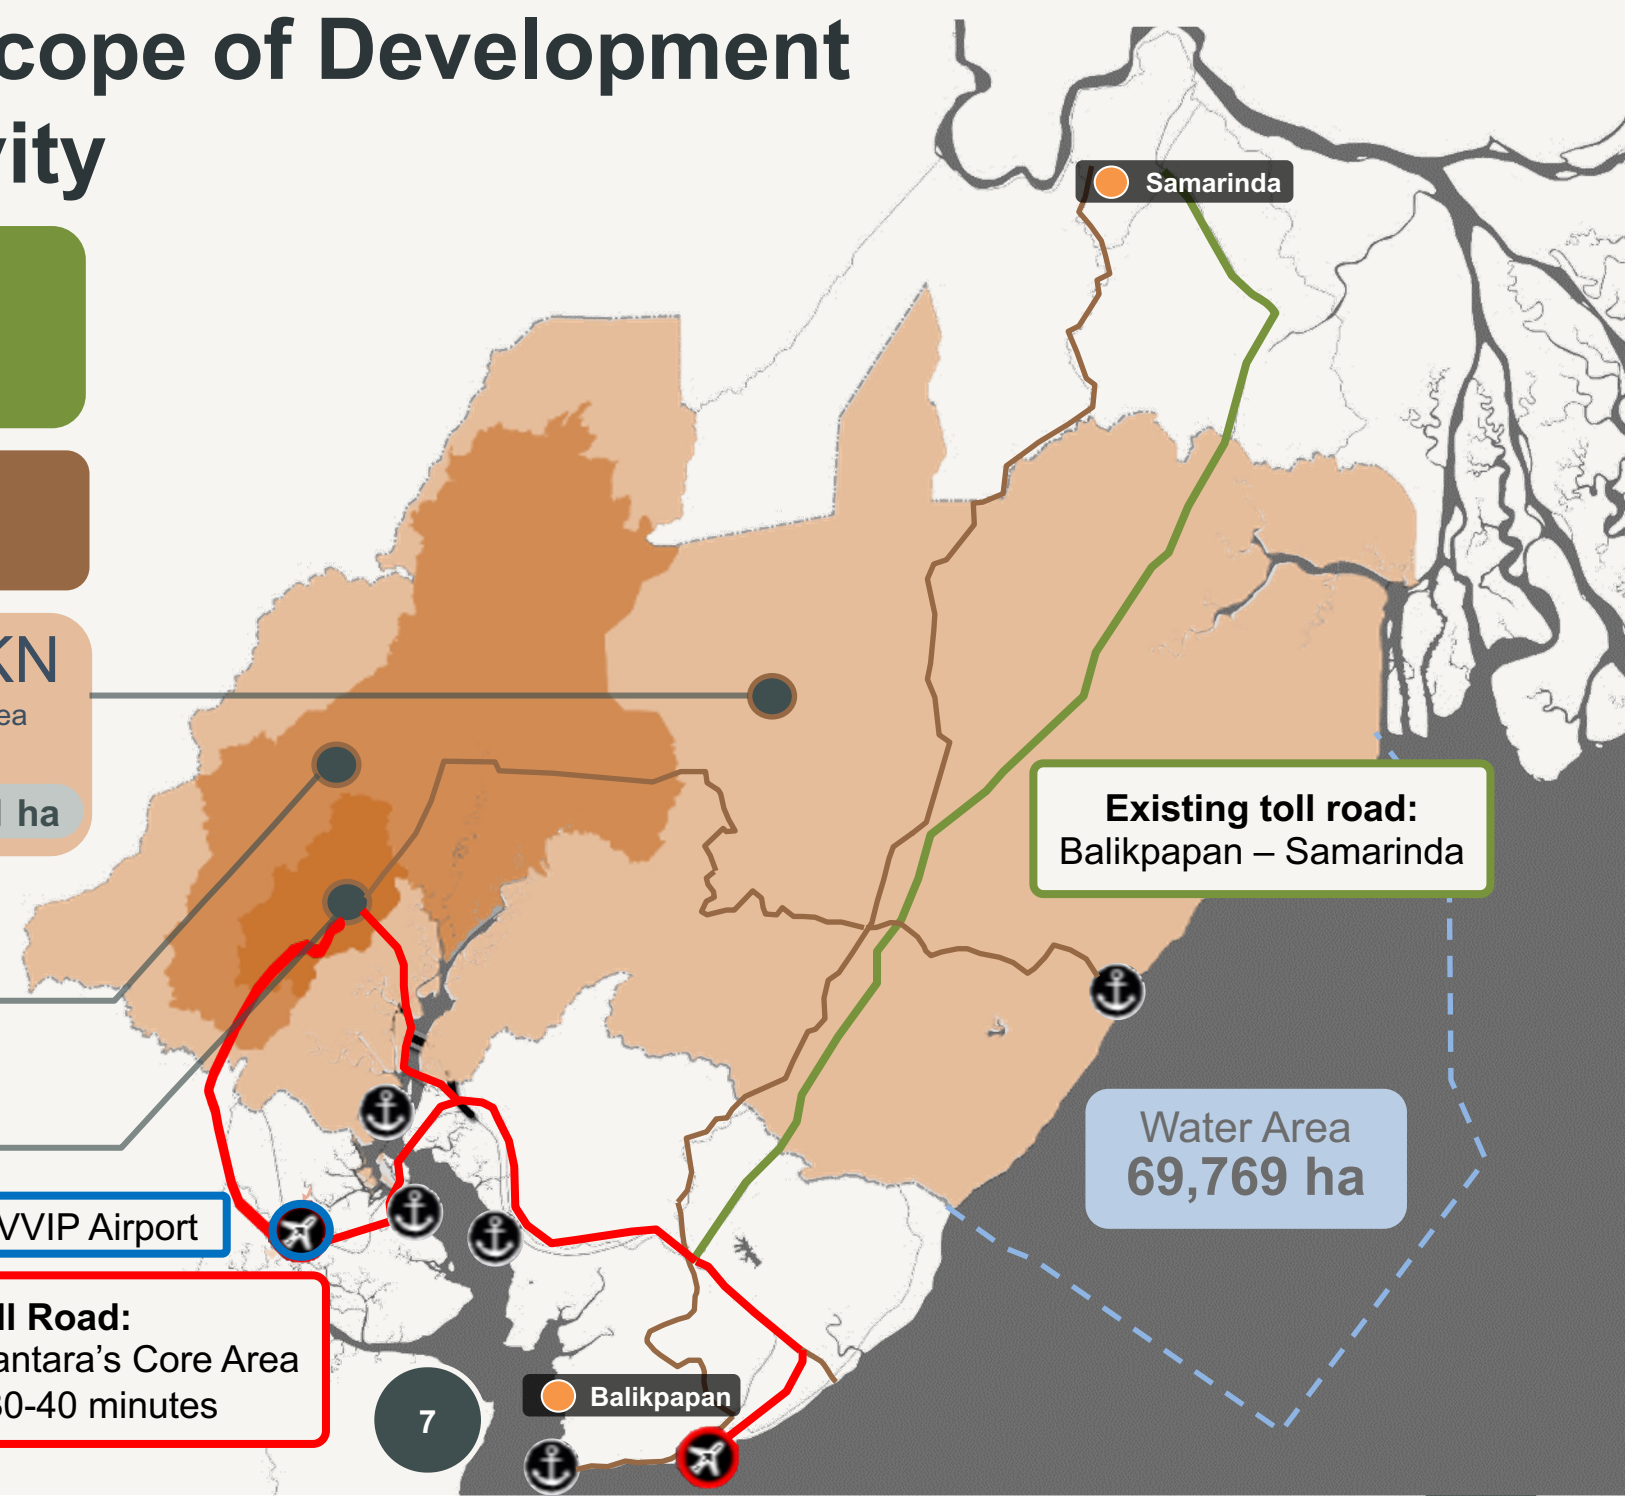 cope of Development
vity
Samarinda
KN
ea
ha
Existing toll road:
Balikpapan – Samarinda
Water Area
69,769 ha
VVIP Airport
ll Road:
antara's Core Area
30-40 minutes
7
Balikpapan